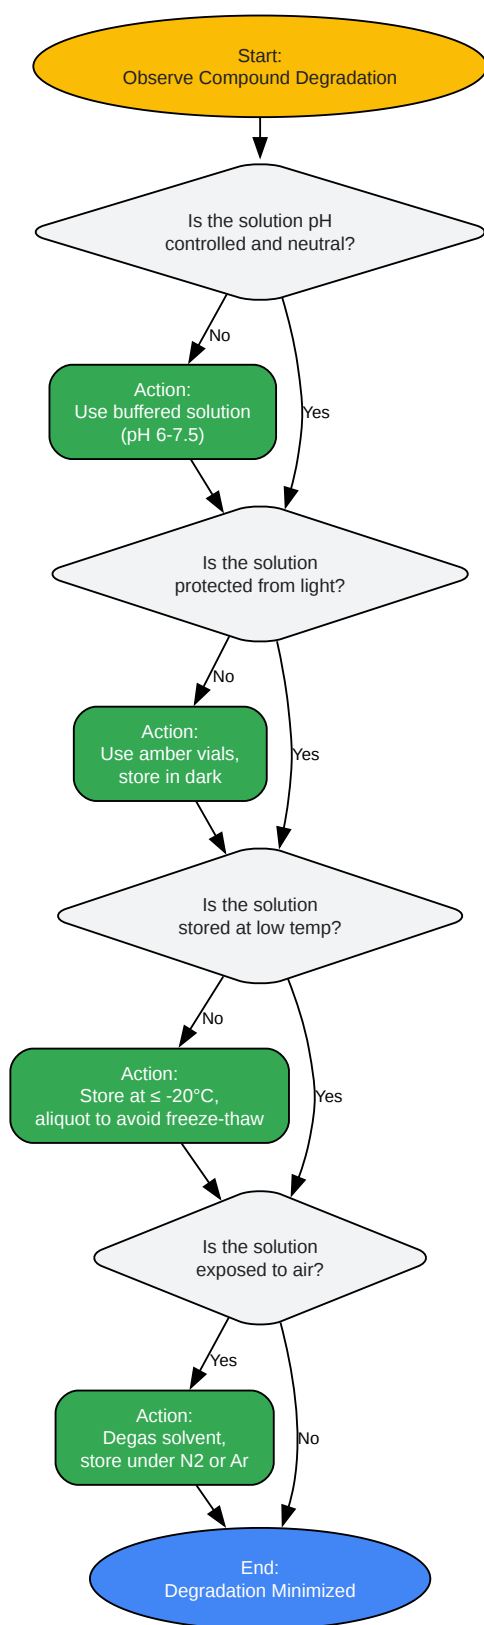 Start:
Observe Compound Degradation
Is the solution pH
controlled and neutral?
No
Yes
Action:
Use buffered solution
(pH 6-7.5)
Is the solution
protected from light?
No
Yes
Action:
Use amber vials,
store in dark
Is the solution
stored at low temp?
No
Yes
Action:
Store at ≤ -20°C,
aliquot to avoid freeze-thaw
Is the solution
exposed to air?
Yes
No
Action:
Degas solvent,
store under N2 or Ar
End:
Degradation Minimized